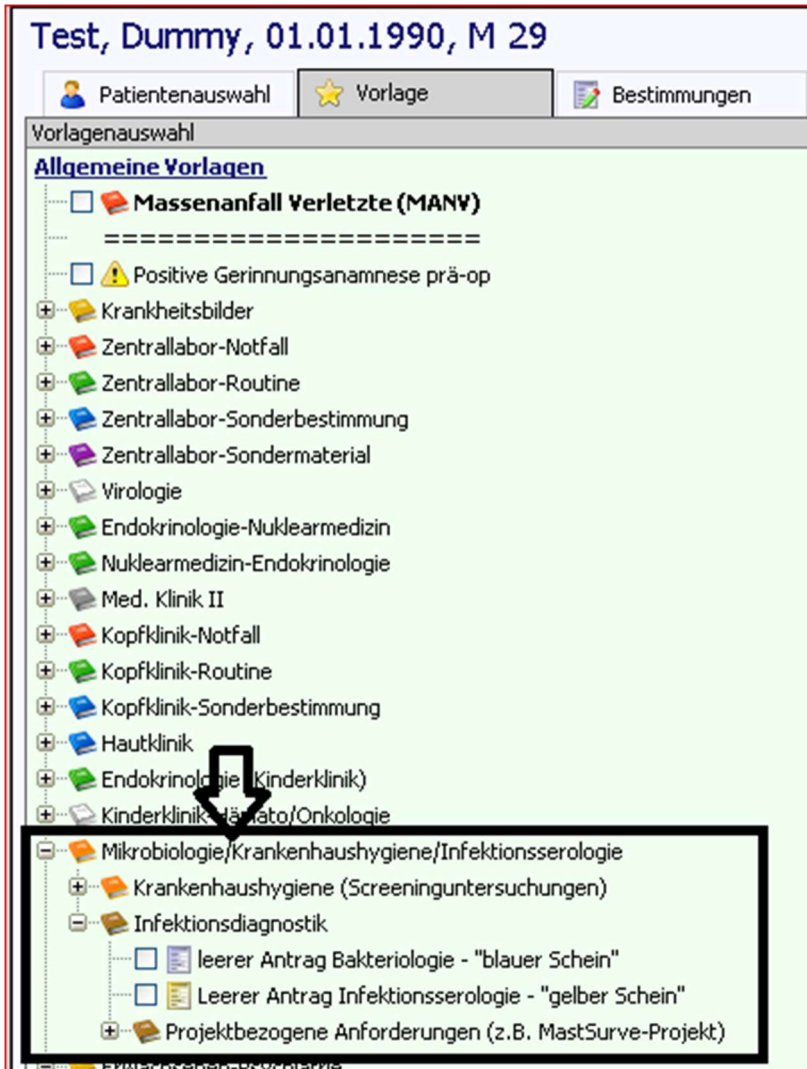 Test, Dummy, 01.01.1990, M 29
Patientenauswahl Vorlage Bestimmungen
Vorlagenauswahl
Allgemeine Vorlagen
Massenanfall Verletzte (MANV)
======================
Positive Gerinnungsanamnese prä-op
Krankheitsbilder
Zentrallabor-Notfall
Zentrallabor-Routine
Zentrallabor-Sonderbestimmung
Zentrallabor-Sondermaterial
Virologie
Endokrinologie-Nuklearmedizin
Nuklearmedizin-Endokrinologie
Med. Klinik II
Kopfklinik-Notfall
Kopfklinik-Routine
Kopfklinik-Sonderbestimmung
Hautklinik
Endokrinologie (Kinderklinik)
Kinderklinik-Hämato/Onkologie
Mikrobiologie/Krankenhaushygiene/Infektionsserologie
Krankenhaushygiene (Screeninguntersuchungen)
Infektionsdiagnostik
leerer Antrag Bakteriologie - "blauer Schein"
Leerer Antrag Infektionsserologie - "gelber Schein"
Projektbezogene Anforderungen (z.B. MastSurve-Projekt)
Erwachsenen-Psychiatrie